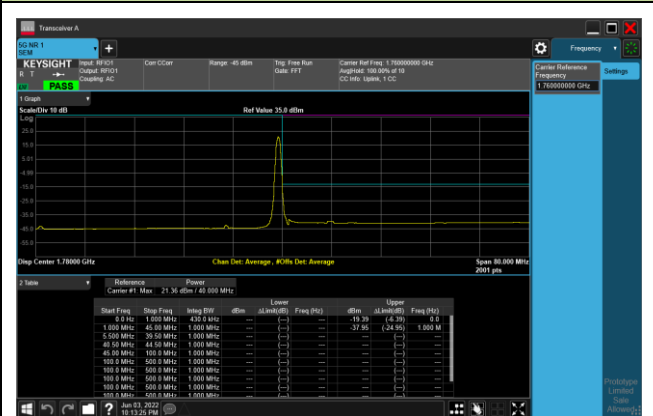 Transceiver A
5G NR 1
SEM
Frequency
KEYSIGHT
R T
PASS
Input: RFIO1
Output: RFIO1
Coupling: AC
Corr CCorr
Range: -45 dBm
Trig: Free Run
Gate: FFT
Carrier Ref Freq: 1.760000000 GHz
Avg|Hold: 100.00% of 10
CC Info: Uplink, 1 CC
Carrier Reference
Frequency
1.760000000 GHz
Settings
1 Graph
Scale/Div 10 dB
Ref Value 35.0 dBm
Log
25.0
15.0
5.01
-4.99
-15.0
-25.0
-35.0
-45.0
-55.0
Disp Center 1.78000 GHz
Chan Det: Average, #Offs Det: Average
Span 80.000 MHz
2001 pts
2 Table
Reference Power
Carrier #1 Max 21.36 dBm / 40.000 MHz
Lower Upper
Start Freq Stop Freq Integ BW dBm ΔLimit(dB) Freq (Hz) dBm ΔLimit(dB) Freq (Hz)
0.0 Hz 1.000 MHz 430.0 kHz --- (---) --- -19.39 (-6.39) 0.0
1.000 MHz 45.00 MHz 1.000 MHz --- (---) --- -37.95 (-24.95) 1.000 M
5.500 MHz 39.50 MHz 1.000 MHz --- (---) --- --- (---) ---
40.50 MHz 44.50 MHz 1.000 MHz --- (---) --- --- (---) ---
45.00 MHz 100.0 MHz 1.000 MHz --- (---) --- --- (---) ---
100.0 MHz 500.0 MHz 1.000 MHz --- (---) --- --- (---) ---
100.0 MHz 500.0 MHz 1.000 MHz --- (---) --- --- (---) ---
100.0 MHz 500.0 MHz 1.000 MHz --- (---) --- --- (---) ---
100.0 MHz 500.0 MHz 1.000 MHz --- (---) --- --- (---) ---
Prototype
Limited
Sale
Allowed
Jun 03, 2022
10:13:25 PM